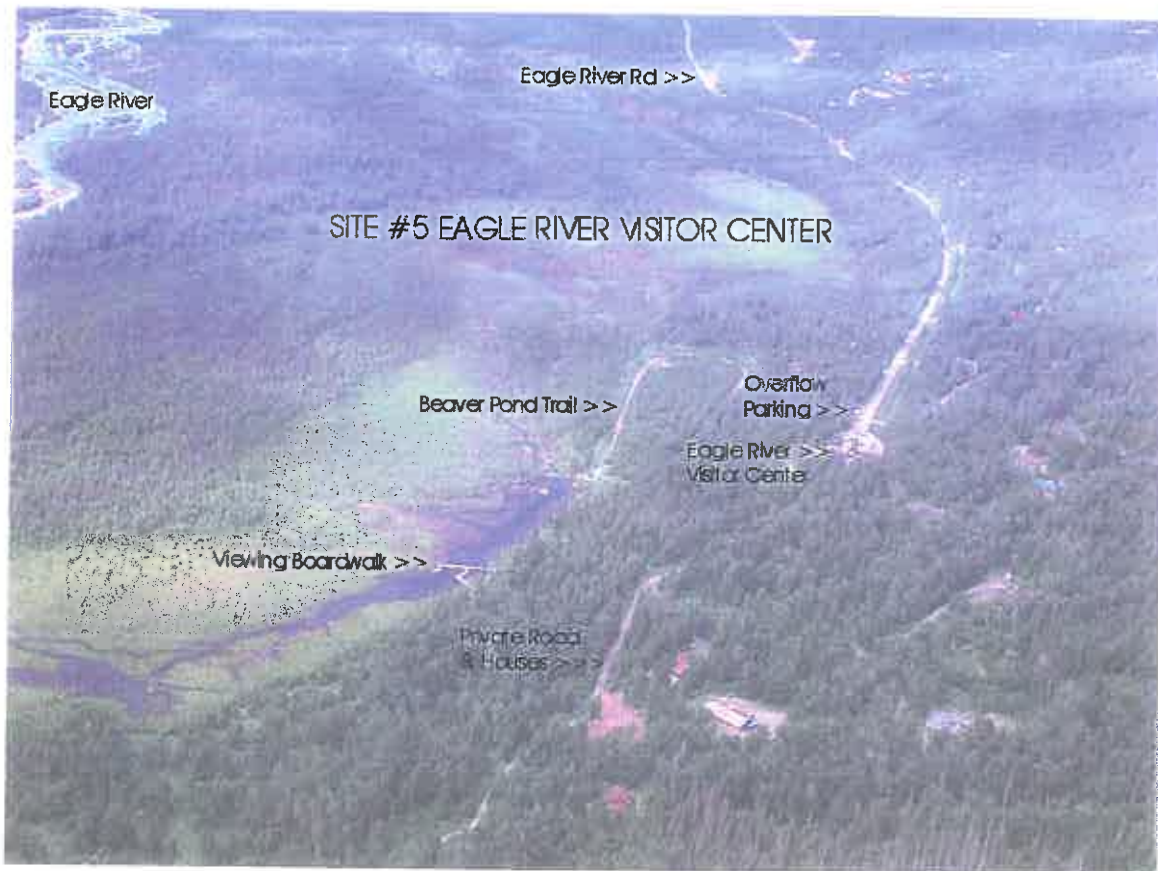 Eagle River Rd >>
Eagle River
SITE #5 EAGLE RIVER VISITOR CENTER
Overflow
Parking >>
Beaver Pond Trail >>
Eagle River >>
Visitor Center
Viewing Boardwalk >>
Private Road
& Houses >>>